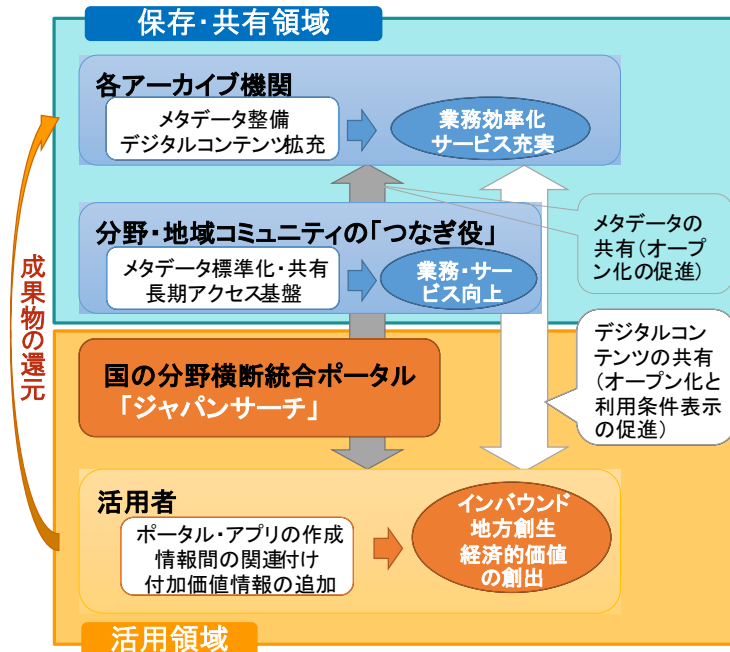 保存・共有領域
各アーカイブ機関
メタデータ整備
デジタルコンテンツ拡充
業務効率化
サービス充実
分野・地域コミュニティの「つなぎ役」
メタデータ標準化・共有
長期アクセス基盤
業務・サー
ビス向上
メタデータの
共有(オープ
ン化の促進)
成果物の還元
国の分野横断統合ポータル
「ジャパンサーチ」
デジタルコン
テンツの共有
(オープン化と
利用条件表示
の促進)
活用者
ポータル・アプリの作成
情報間の関連付け
付加価値情報の追加
インバウンド
地方創生
経済的価値
の創出
活用領域